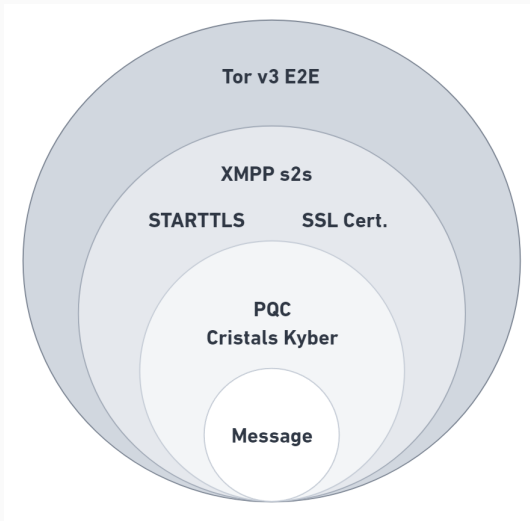 Tor v3 E2E
XMPP s2s
STARTTLS SSL Cert.
PQC
Cristals Kyber
Message